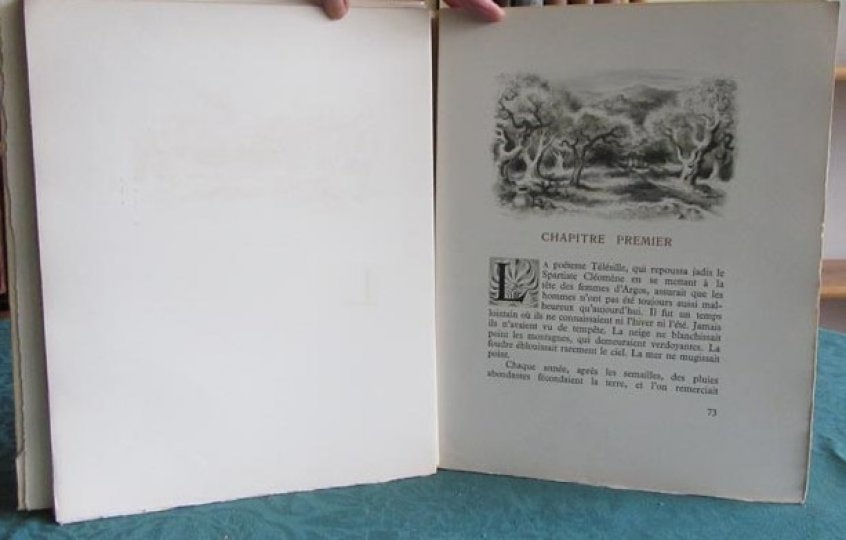 CHAPITRE PREMIER
LA poétesse Télésille, qui repoussa jadis le
Spartiate Cléomène en se mettant à la
tête des femmes d'Argos, assurait que les
hommes n'ont pas été toujours aussi mal-
heureux qu'aujourd'hui. Il fut un temps
lointain où ils ne connaissaient ni l'hiver ni l'été. Jamais
ils n'avaient vu de tempête. La neige ne blanchissait
point les montagnes, qui demeuraient verdoyantes. La
foudre éblouissait rarement le ciel. La mer ne mugissait
point.
Chaque année, après les semailles, des pluies
abondantes fécondaient la terre, et l'on remerciait
73